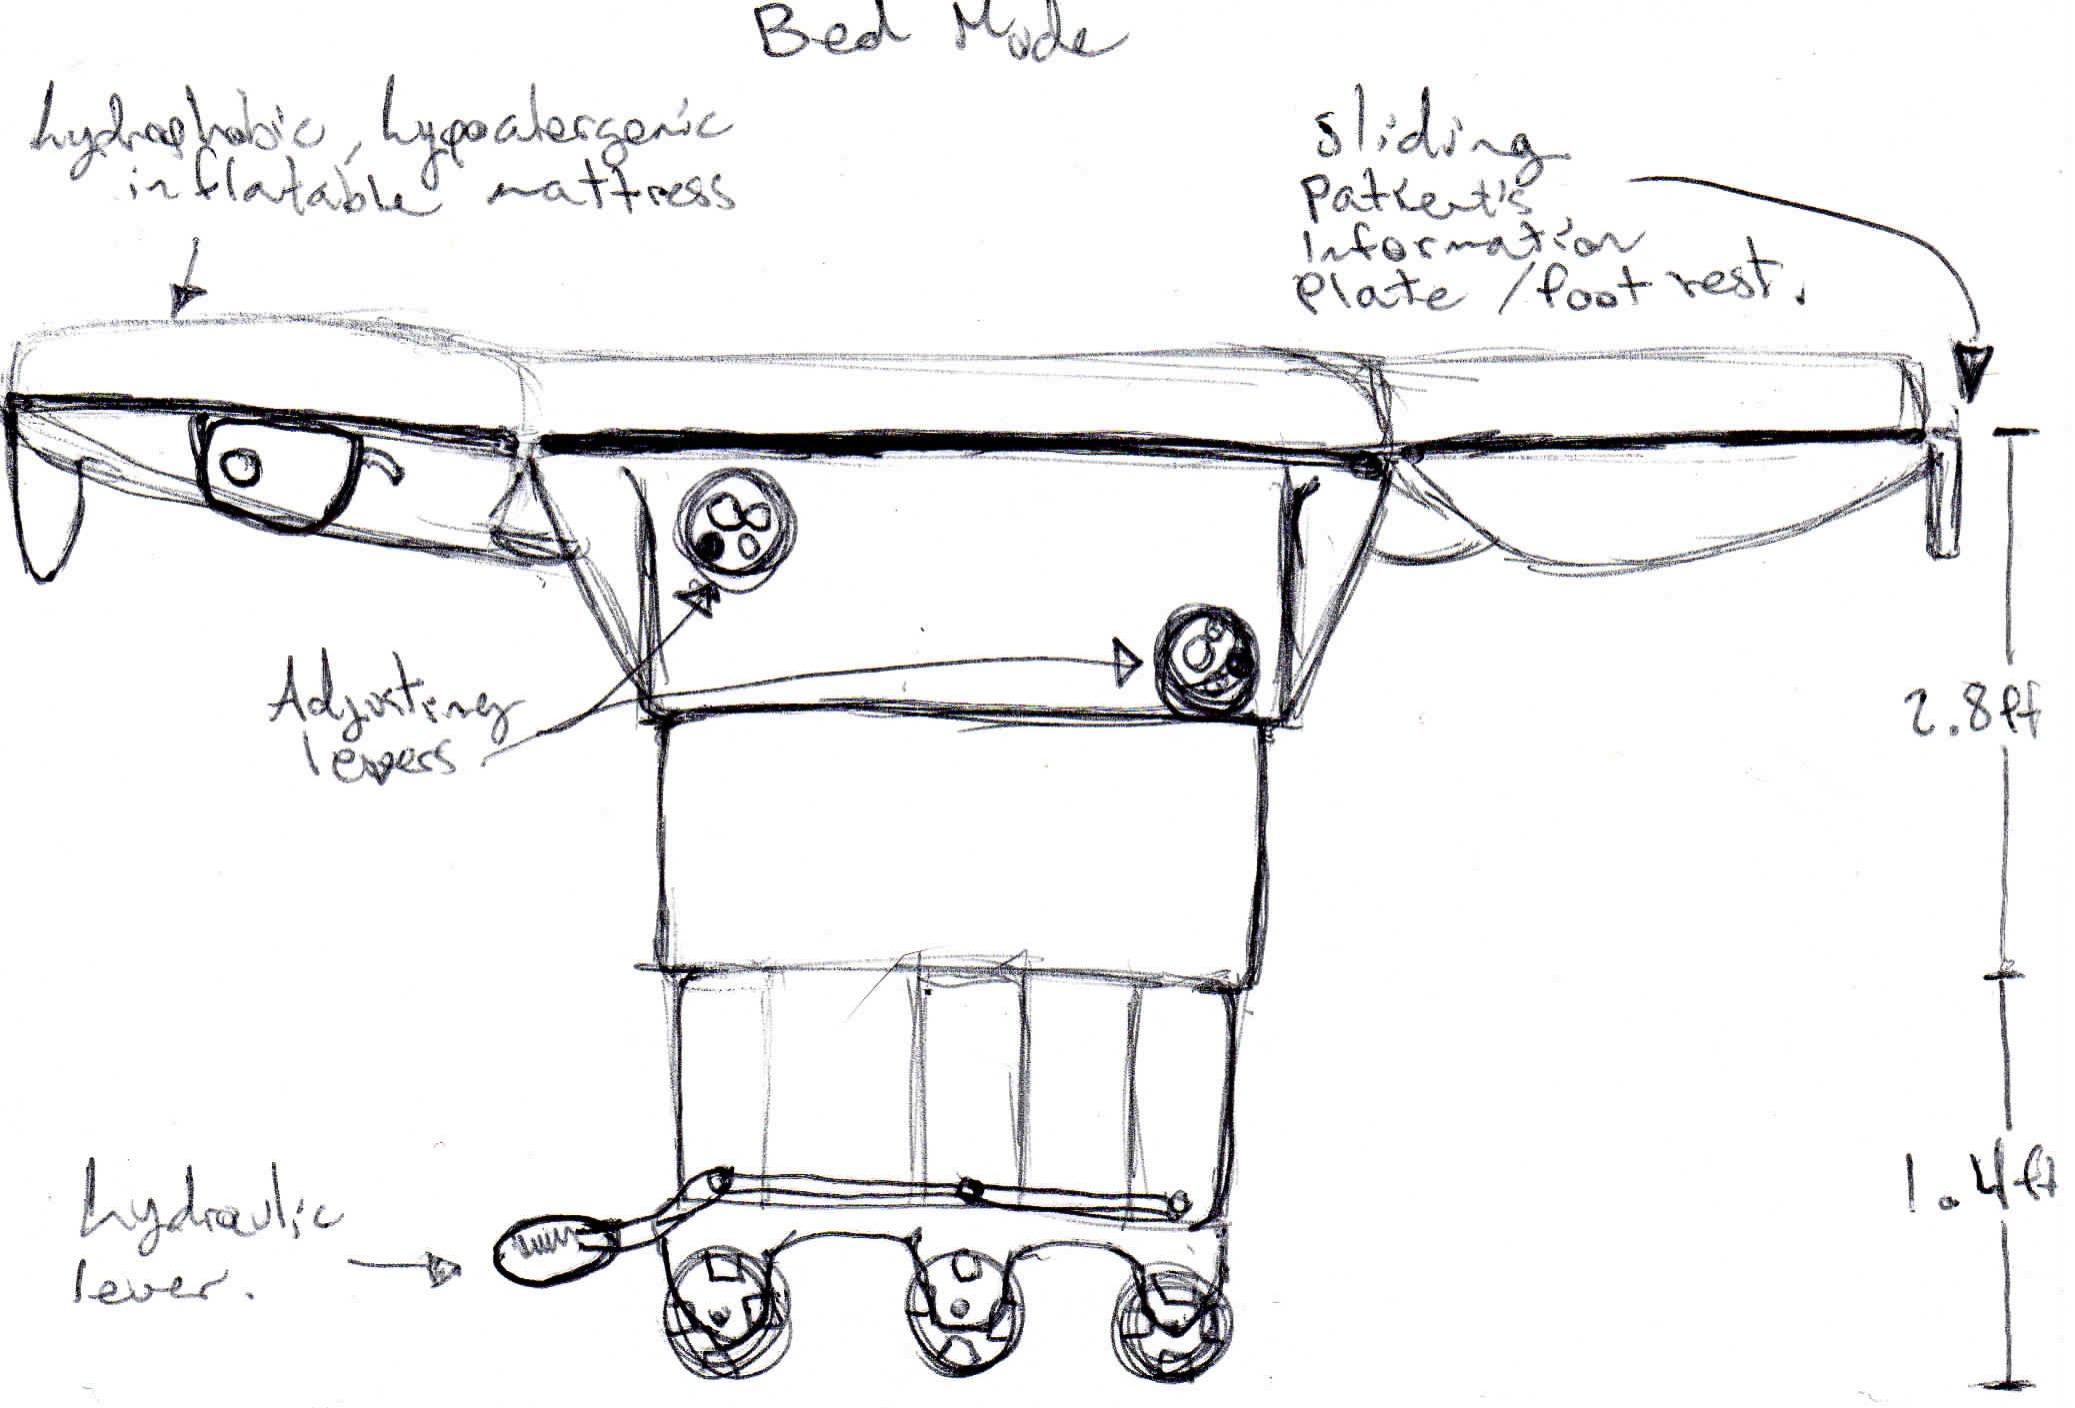 Bed Mode
hydrophobic, hypoalergenic
inflatable mattress
Sliding
Patient's
Information
Plate / foot rest.
Adjusting
levers
2.8ft
hydraulic
lever.
1.4ft